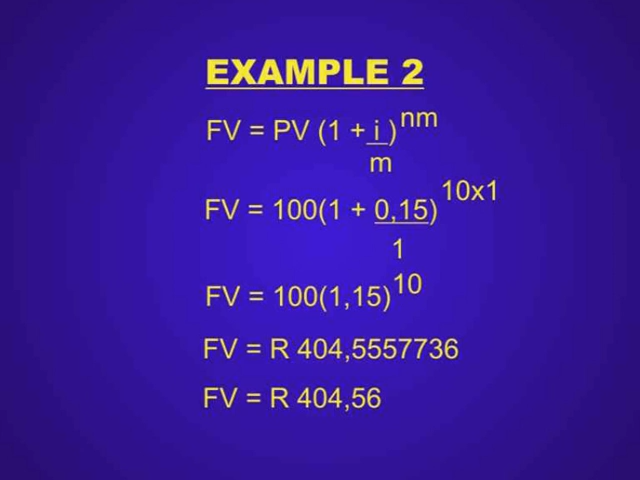 EXAMPLE 2
FV = PV (1 + i )^nm
m
FV = 100(1 + 0,15)^10x1
1
FV = 100(1,15)^10
FV = R 404,5557736
FV = R 404,56